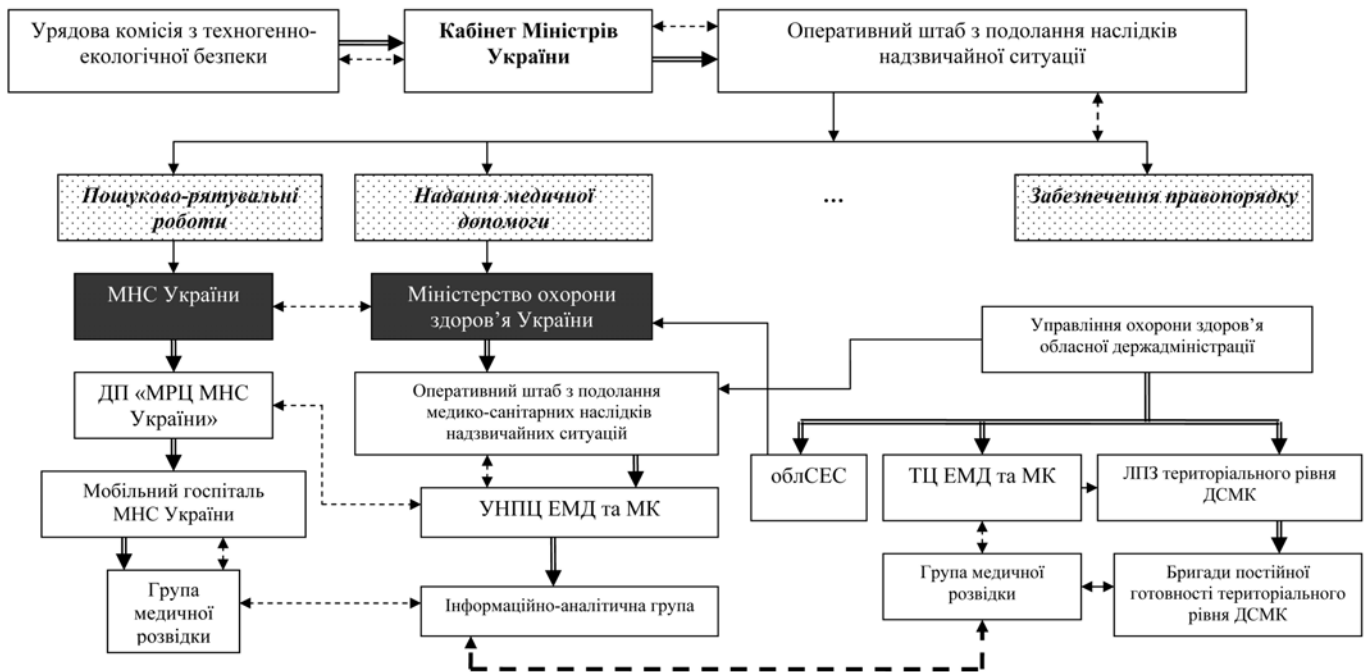 Урядова комісія з техногенно-
екологічної безпеки
Кабінет Міністрів
України
Оперативний штаб з подолання наслідків
надзвичайної ситуації
Пошуково-рятувальні
роботи
Надання медичної
допомоги
...
Забезпечення правопорядку
МНС України
Міністерство охорони
здоров’я України
Управління охорони здоров’я
обласної держадміністрації
ДП «МРЦ МНС
України»
Оперативний штаб з подолання
медико-санітарних наслідків
надзвичайних ситуацій
облСЕС
ТЦ ЕМД та МК
ЛПЗ територіального рівня
ДСМК
Мобільний госпіталь
МНС України
УНПЦ ЕМД та МК
Група
медичної
розвідки
Інформаційно-аналітична група
Група медичної
розвідки
Бригади постійної
готовності територіального
рівня ДСМК